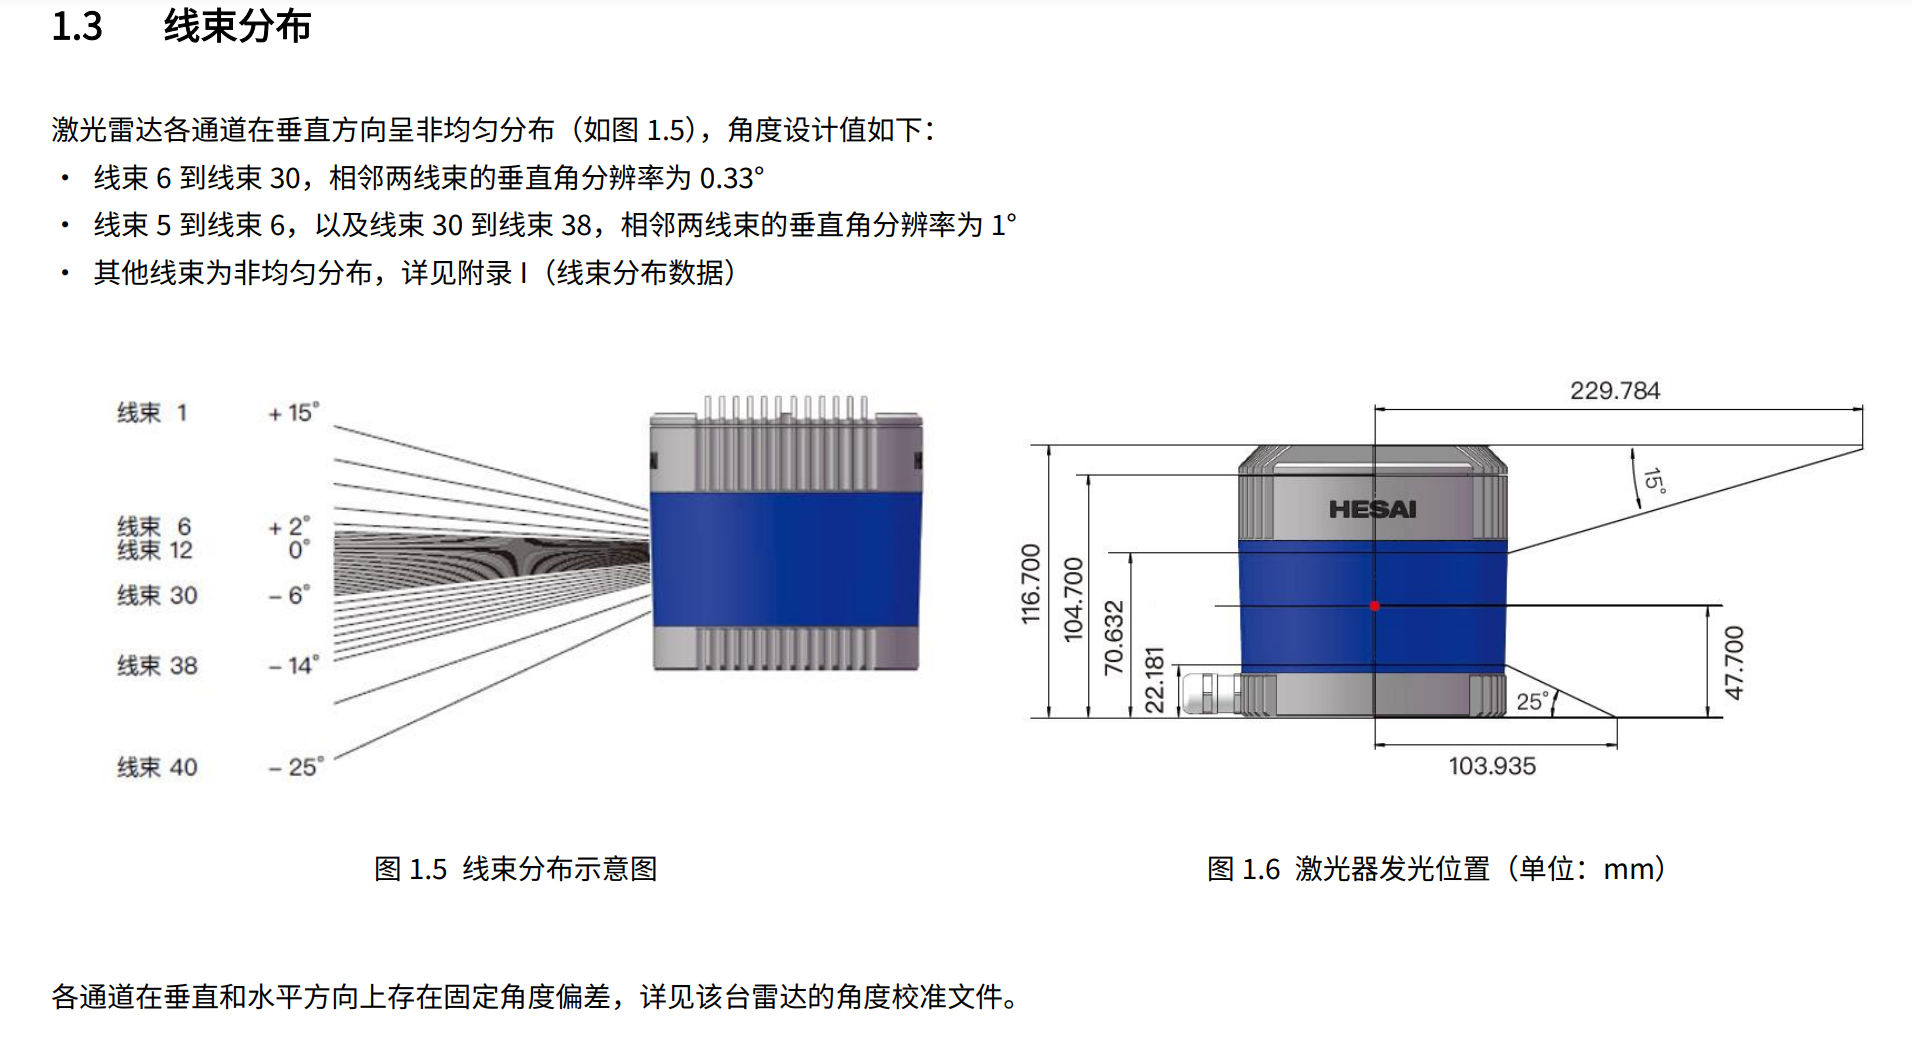 1.3 线束分布
激光雷达各通道在垂直方向呈非均匀分布（如图 1.5），角度设计值如下：
• 线束 6 到线束 30，相邻两线束的垂直角分辨率为 0.33°
• 线束 5 到线束 6，以及线束 30 到线束 38，相邻两线束的垂直角分辨率为 1°
• 其他线束为非均匀分布，详见附录 I（线束分布数据）
线束 1 + 15°
线束 6 + 2°
线束 12 0°
线束 30 – 6°
线束 38 – 14°
线束 40 – 25°
229.784
15°
HESAI
116.700
104.700
70.632
22.181
47.700
25°
103.935
图 1.5 线束分布示意图
图 1.6 激光器发光位置（单位：mm）
各通道在垂直和水平方向上存在固定角度偏差，详见该台雷达的角度校准文件。